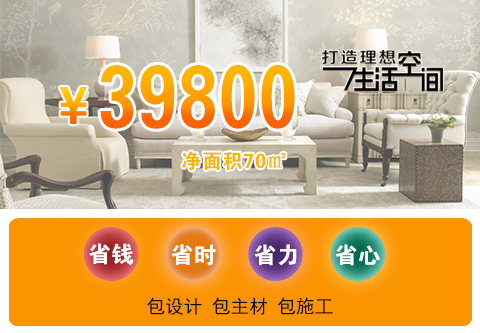 打造理想
生活空间
¥39800
净面积70㎡
省钱 省时 省力 省心
包设计 包主材 包施工